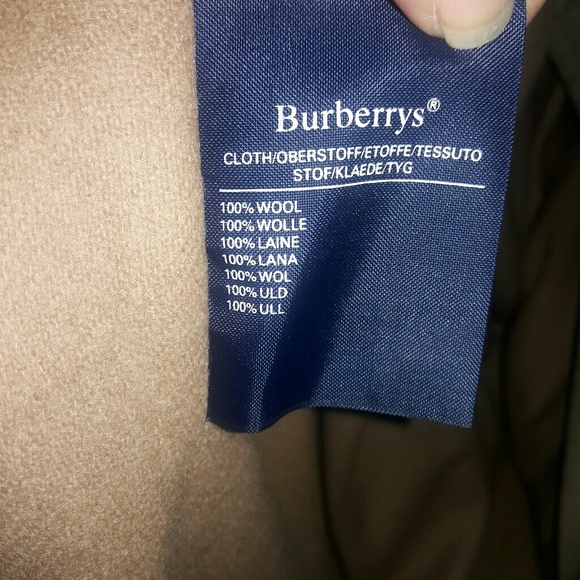 Burberrys®
CLOTH/OBERSTOFF/ETOFFE/TESSUTO
STOF/KLAEDE/TYG
100% WOOL
100% WOLLE
100% LAINE
100% LANA
100% WOL
100% ULD
100% ULL